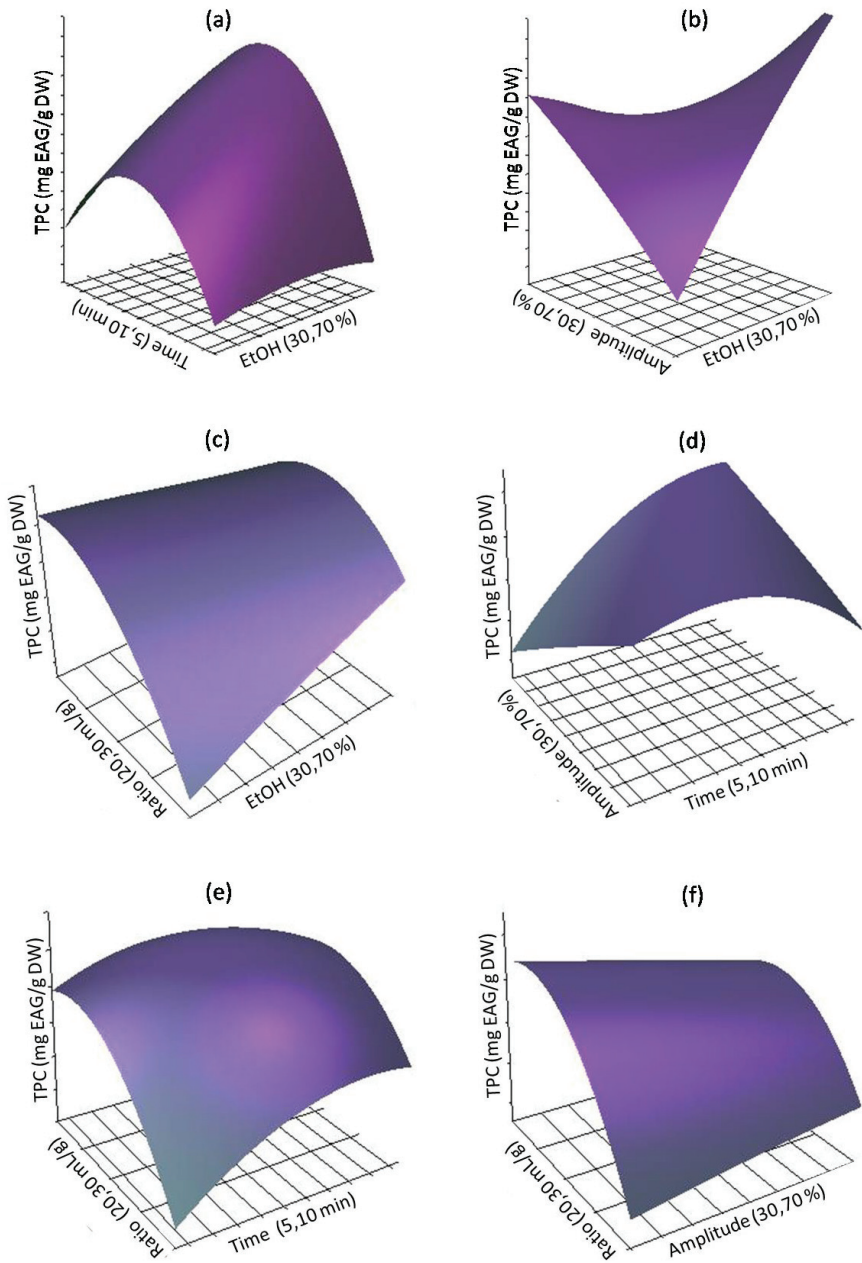 (a)
TPC (mg EAG/g DW)
Time (5,10 min)
EtOH (30,70 %)
(b)
TPC (mg EAG/g DW)
Amplitude (30,70 %)
EtOH (30,70 %)
(c)
TPC (mg EAG/g DW)
Ratio (20,30 mL/g)
EtOH (30,70 %)
(d)
TPC (mg EAG/g DW)
Amplitude (30,70 %)
Time (5,10 min)
(e)
TPC (mg EAG/g DW)
Ratio (20,30 mL/g)
Time (5,10 min)
(f)
TPC (mg EAG/g DW)
Ratio (20,30 mL/g)
Amplitude (30,70 %)